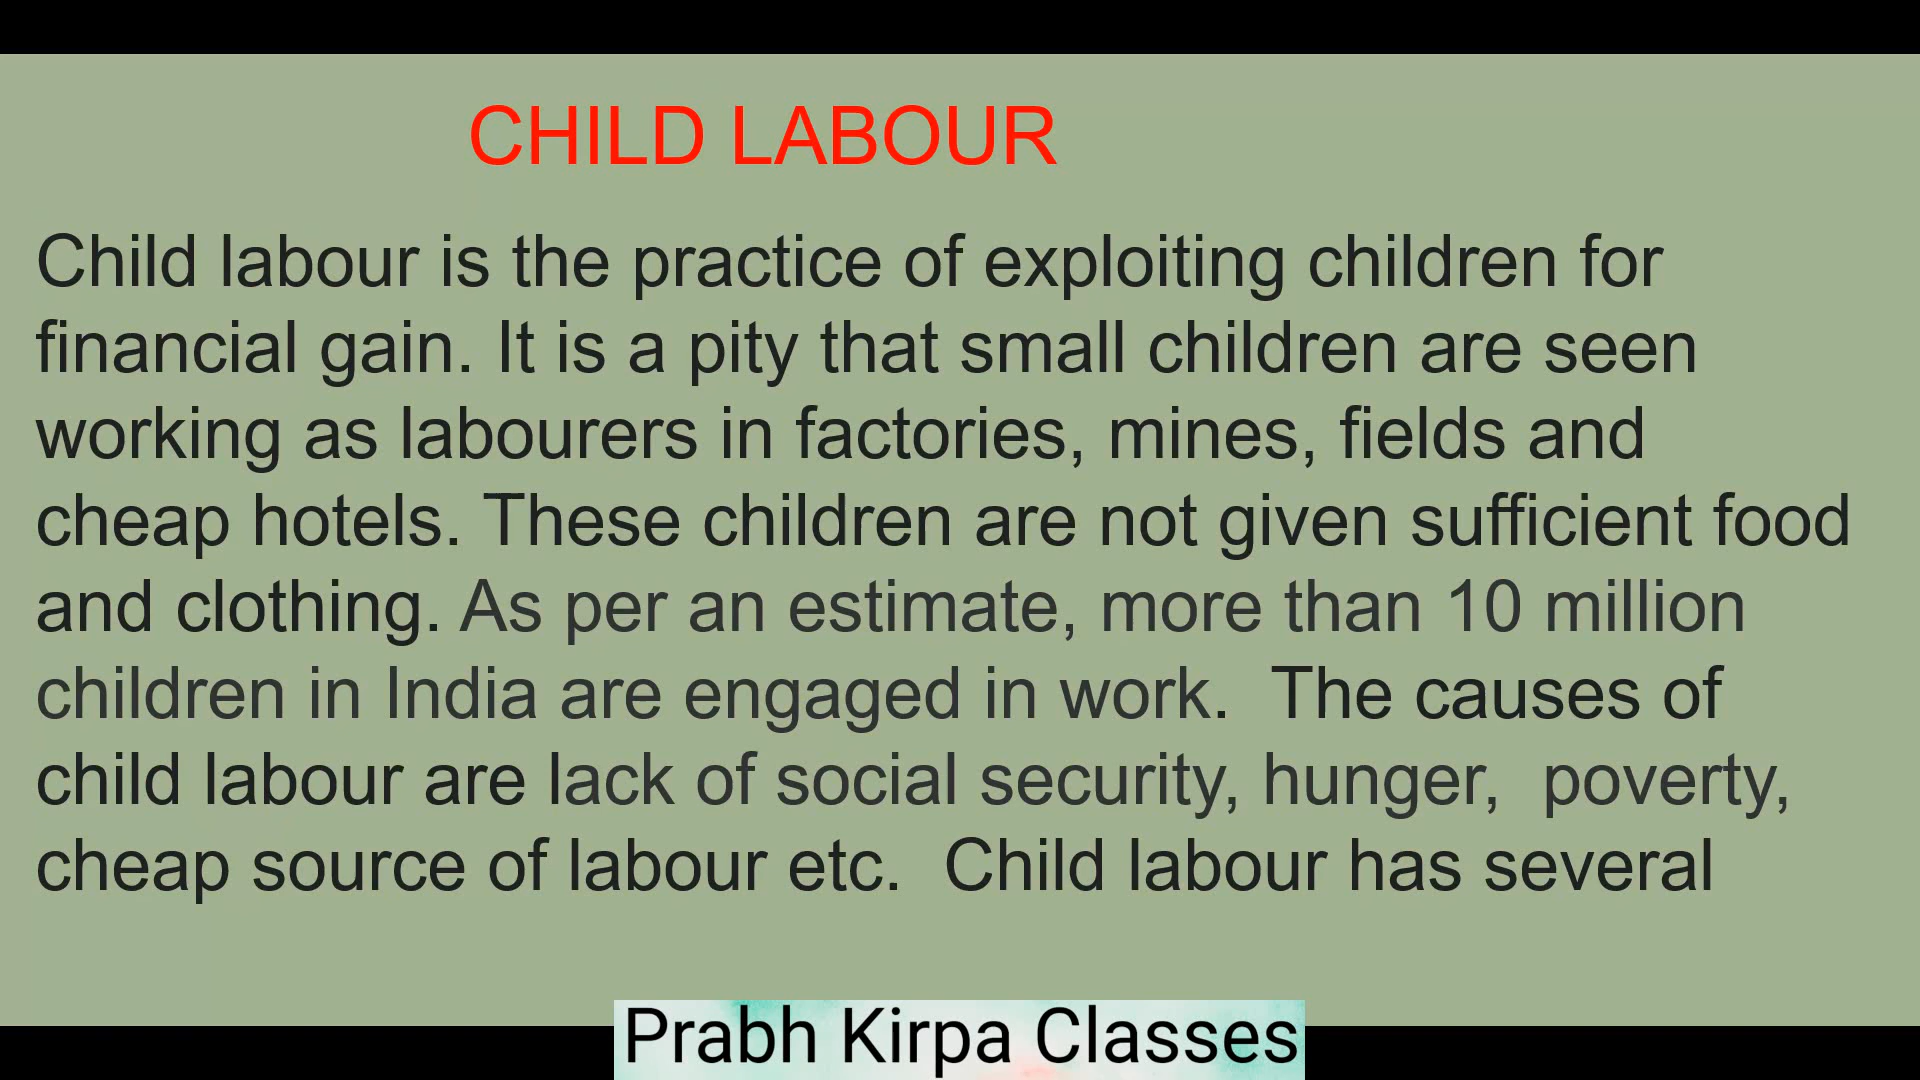 CHILD LABOUR
Child labour is the practice of exploiting children for
financial gain. It is a pity that small children are seen
working as labourers in factories, mines, fields and
cheap hotels. These children are not given sufficient food
and clothing. As per an estimate, more than 10 million
children in India are engaged in work.  The causes of
child labour are lack of social security, hunger,  poverty,
cheap source of labour etc.  Child labour has several
Prabh Kirpa Classes